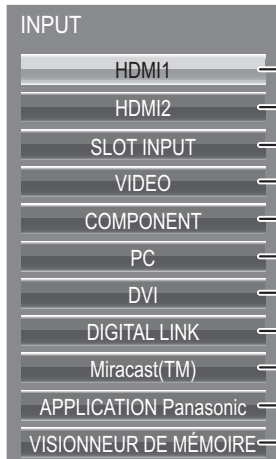 INPUT
HDMI1
HDMI2
SLOT INPUT
VIDEO
COMPONENT
PC
DVI
DIGITAL LINK
Miracast(TM)
APPLICATION Panasonic
VISIONNEUR DE MÉMOIRE